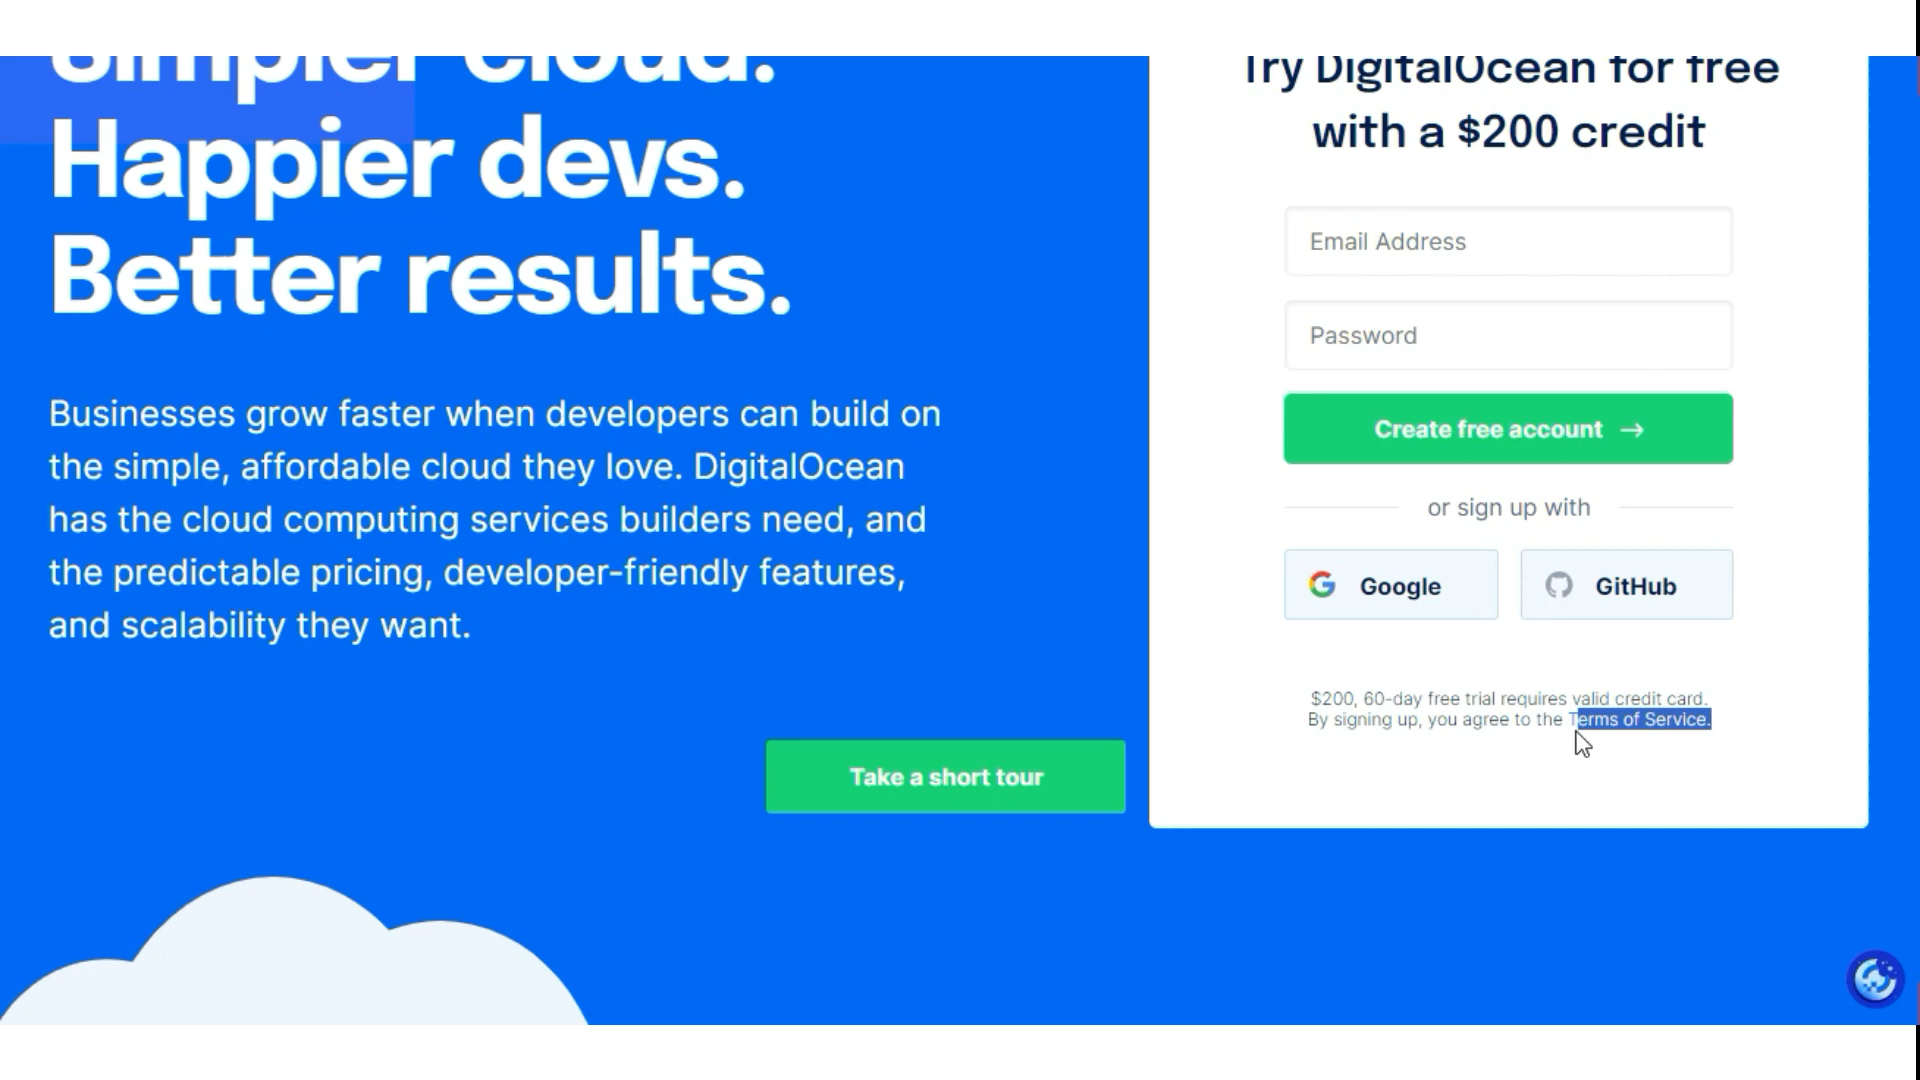 Simpler cloud.
Happier devs.
Better results.
Businesses grow faster when developers can build on
the simple, affordable cloud they love. DigitalOcean
has the cloud computing services builders need, and
the predictable pricing, developer-friendly features,
and scalability they want.
Take a short tour
Try DigitalOcean for free
with a $200 credit
Email Address
Password
Create free account →
or sign up with
Google
GitHub
$200, 60-day free trial requires valid credit card.
By signing up, you agree to the Terms of Service.